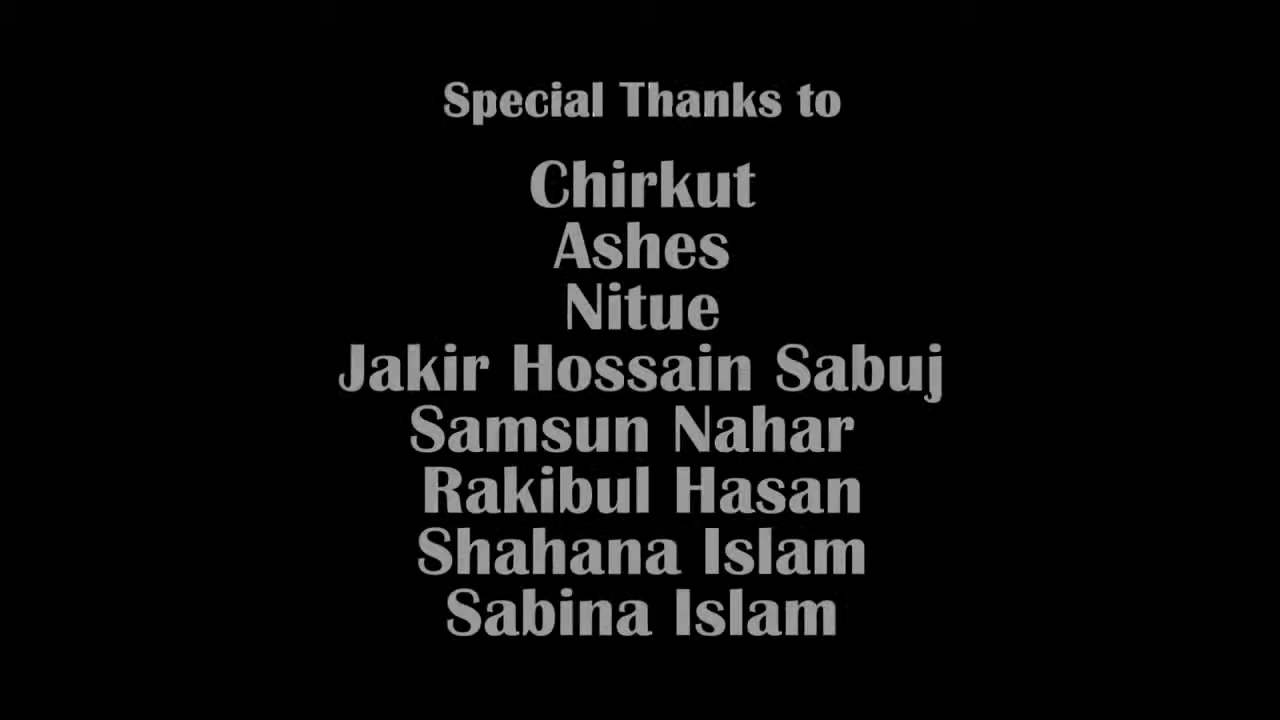 Special Thanks to
Chirkut
Ashes
Nitue
Jakir Hossain Sabuj
Samsun Nahar
Rakibul Hasan
Shahana Islam
Sabina Islam